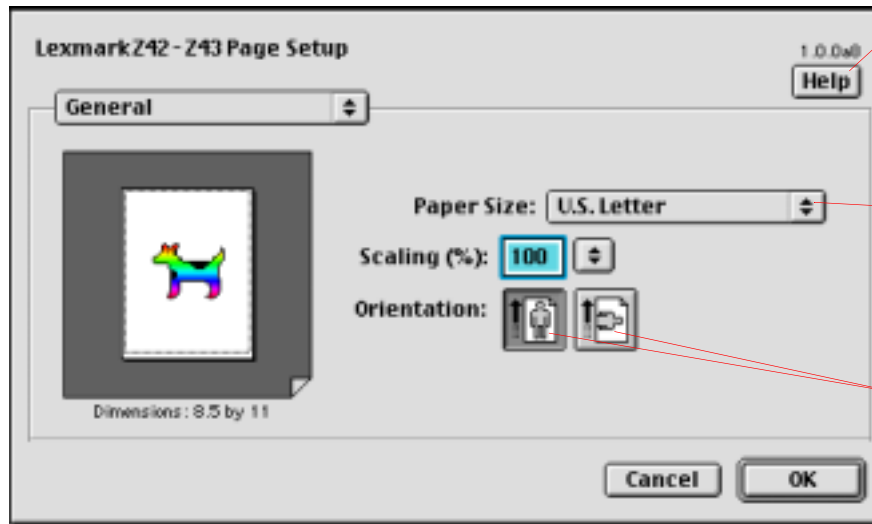 Lexmark Z42 - Z43 Page Setup
1.0.0a8
Help
General
Paper Size: U.S. Letter
Scaling (%): 100
Orientation:
Dimensions: 8.5 by 11
Cancel OK